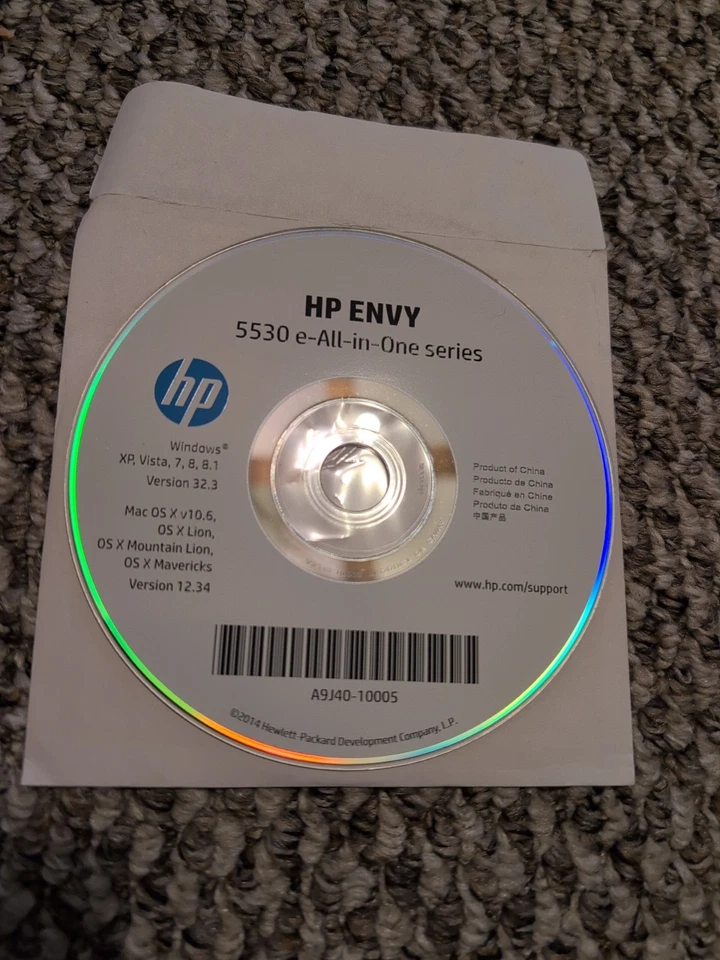 HP ENVY
5530 e-All-in-One series
hp
Windows®
XP, Vista, 7, 8, 8.1
Version 32.3
Mac OS X v10.6,
OS X Lion,
OS X Mountain Lion,
OS X Mavericks
Version 12.34
Product of China
Producto de China
Fabriqué en Chine
Produto da China
中国产品
www.hp.com/support
A9J40-10005
©2014 Hewlett-Packard Development Company, L.P.